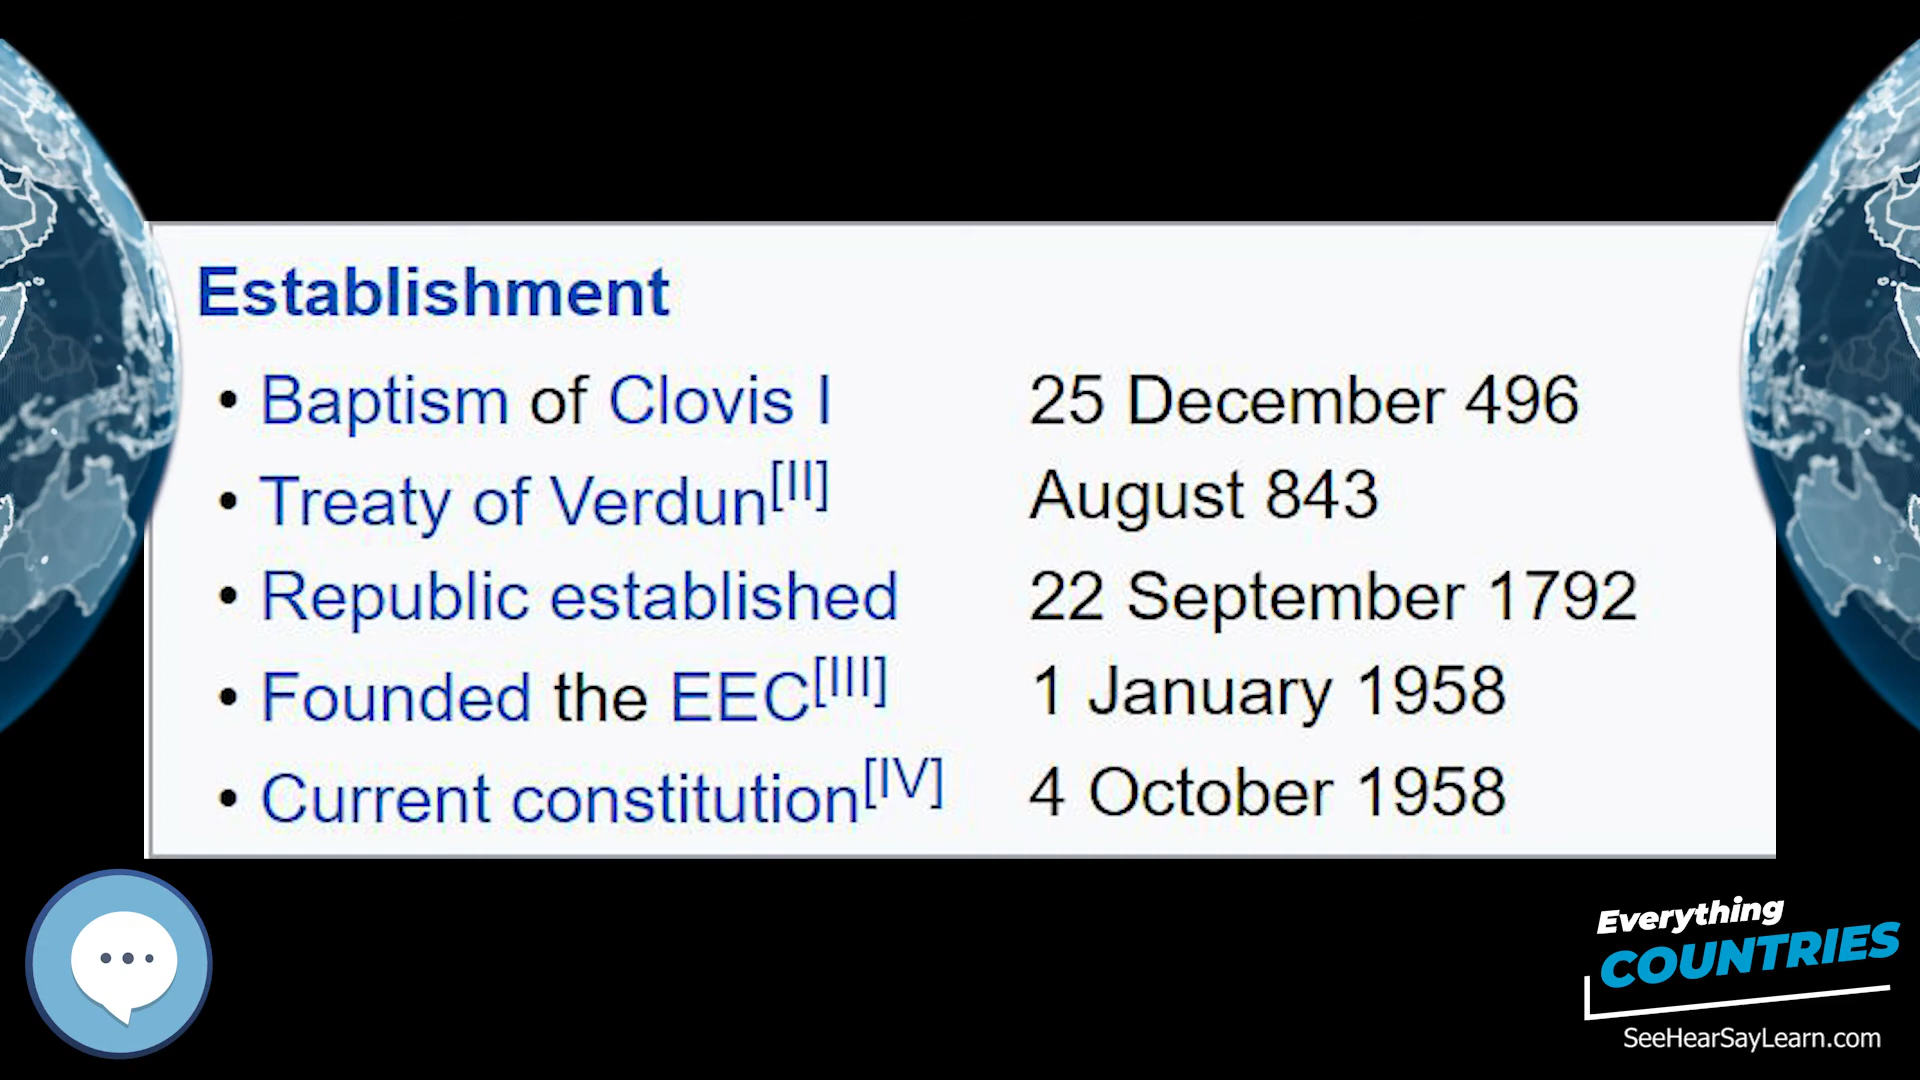 Establishment
• Baptism of Clovis I 25 December 496
• Treaty of Verdun[II] August 843
• Republic established 22 September 1792
• Founded the EEC[III] 1 January 1958
• Current constitution[IV] 4 October 1958
Everything
COUNTRIES
SeeHearSayLearn.com